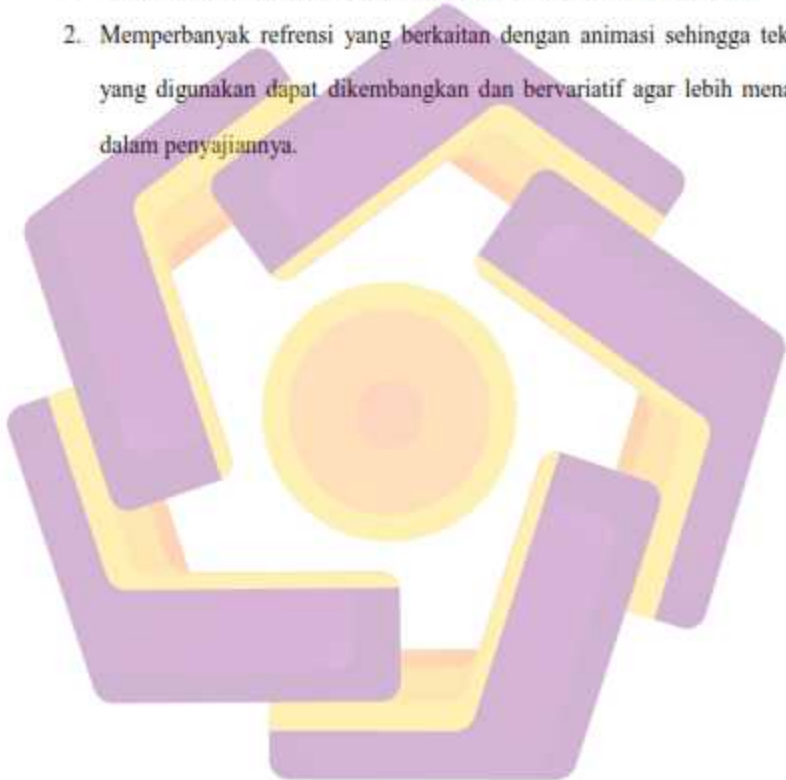 2. Memperbanyak refrensi yang berkaitan dengan animasi sehingga
yang digunakan dapat dikembangkan dan bervariatif agar lebih
dalam penyajiannya.